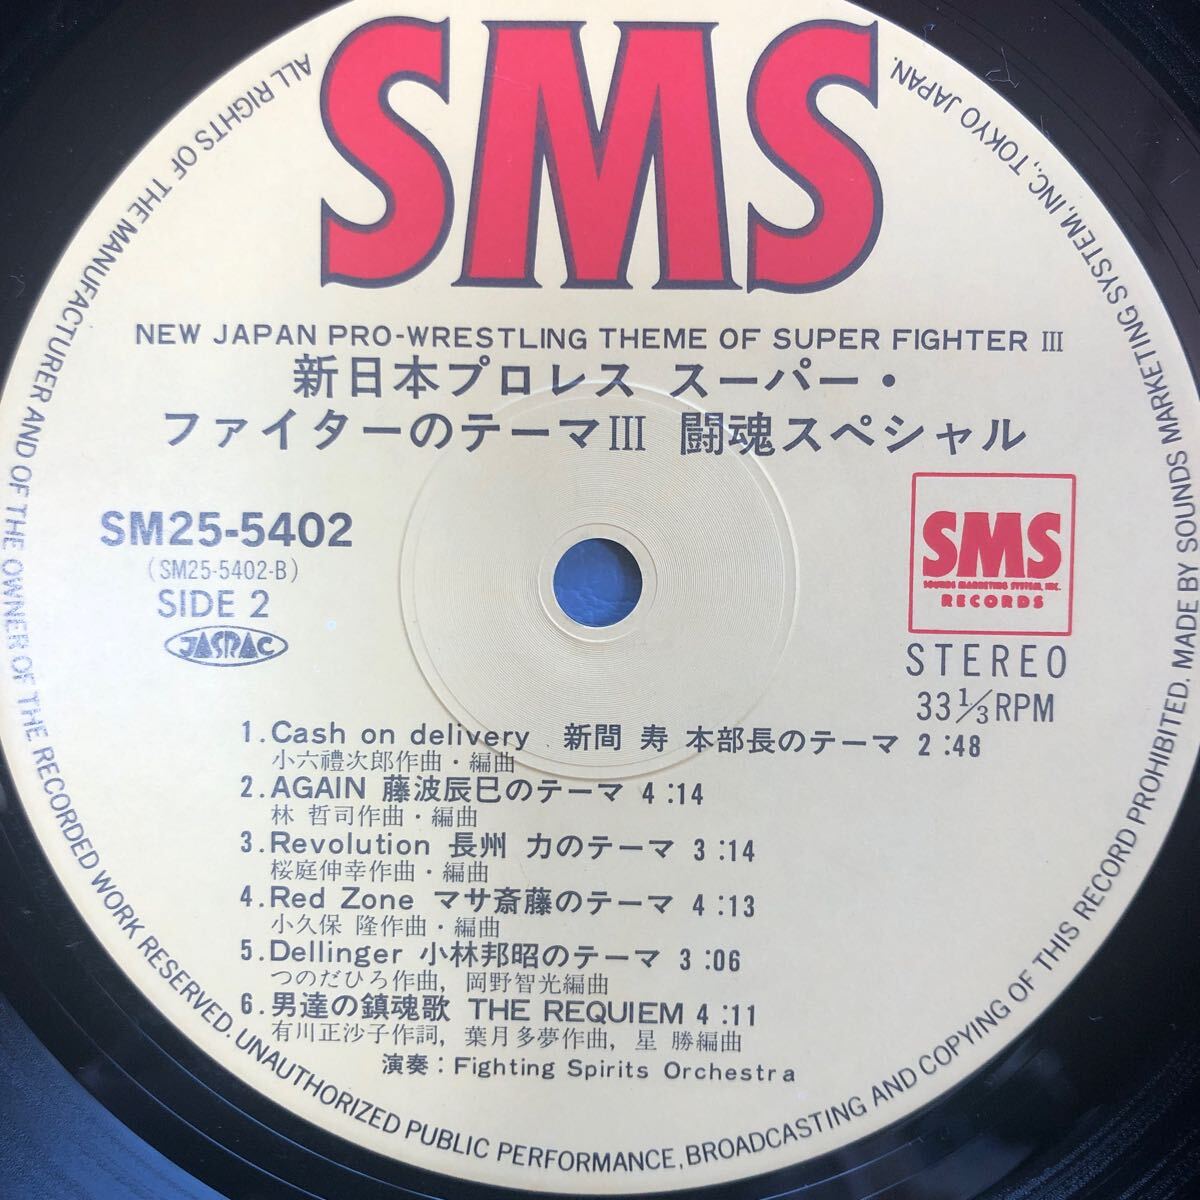 SMS
NEW JAPAN PRO-WRESTLING THEME OF SUPER FIGHTER III
新日本プロレス スーパー・
ファイターのテーマIII 闘魂スペシャル
SM25-5402
(SM25-5402-B)
SIDE 2
JASRAC
SMS
SOUNDS MARKETING SYSTEM, INC.
RECORDS
STEREO
33 1/3 RPM
1. Cash on delivery 新間 寿 本部長のテーマ 2:48
小六禮次郎作曲・編曲
2. AGAIN 藤波辰巳のテーマ 4:14
林 哲司作曲・編曲
3. Revolution 長州 力のテーマ 3:14
桜庭伸幸作曲・編曲
4. Red Zone マサ斎藤のテーマ 4:13
小久保 隆作曲・編曲
5. Dellinger 小林邦昭のテーマ 3:06
つのだひろ作曲, 岡野智光編曲
6. 男達の鎮魂歌 THE REQUIEM 4:11
有川正沙子作詞, 葉月多夢作曲, 星 勝編曲
演奏：Fighting Spirits Orchestra
ALL RIGHTS OF THE MANUFACTURER AND OF THE OWNER OF THE RECORDED WORK RESERVED. UNAUTHORIZED PUBLIC PERFORMANCE, BROADCASTING AND COPYING OF THIS RECORD PROHIBITED. MADE BY SOUNDS MARKETING SYSTEM, INC., TOKYO JAPAN.